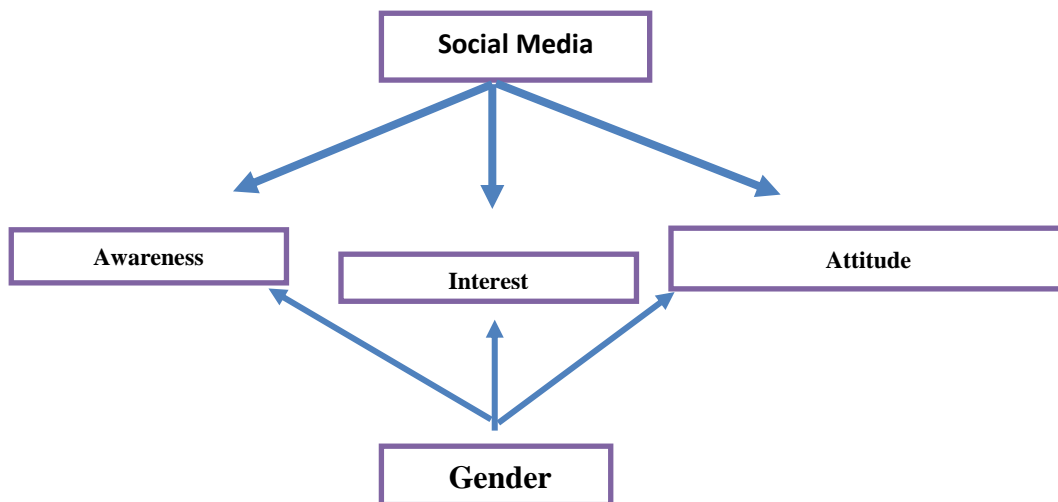 Social Media
Awareness
Interest
Attitude
Gender